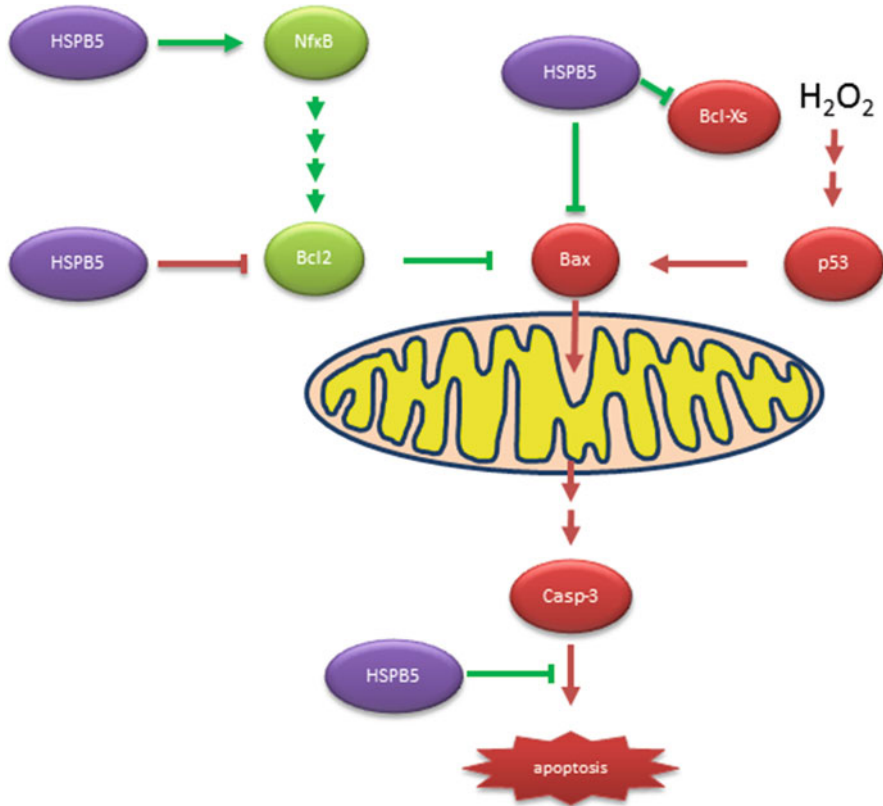 HSPB5
NfκB
HSPB5
Bcl-Xs
H₂O₂
HSPB5
Bcl2
Bax
p53
Casp-3
HSPB5
apoptosis